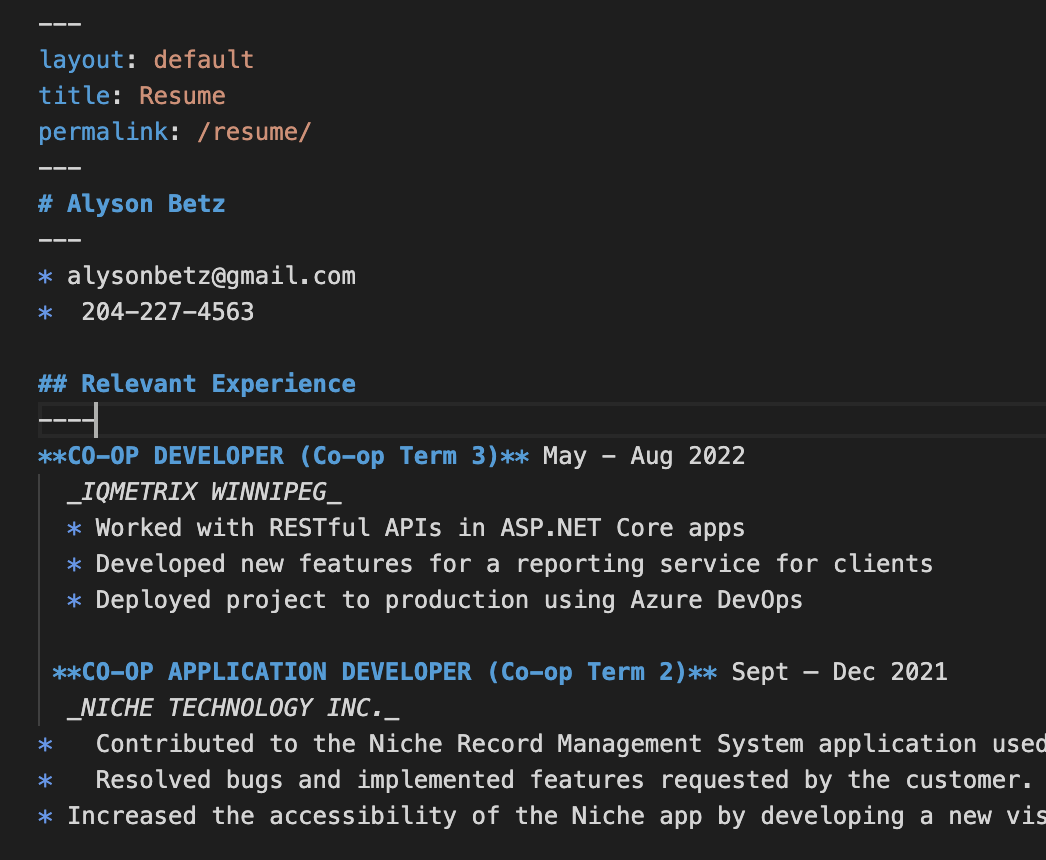 ---
layout: default
title: Resume
permalink: /resume/
---
# Alyson Betz
---
* alysonbetz@gmail.com
*  204-227-4563
## Relevant Experience
----
**CO-OP DEVELOPER (Co-op Term 3)** May - Aug 2022
_IQMETRIX WINNIPEG_
* Worked with RESTful APIs in ASP.NET Core apps
* Developed new features for a reporting service for clients
* Deployed project to production using Azure DevOps
**CO-OP APPLICATION DEVELOPER (Co-op Term 2)** Sept – Dec 2021
_NICHE TECHNOLOGY INC._
*   Contributed to the Niche Record Management System application used
*   Resolved bugs and implemented features requested by the customer.
* Increased the accessibility of the Niche app by developing a new